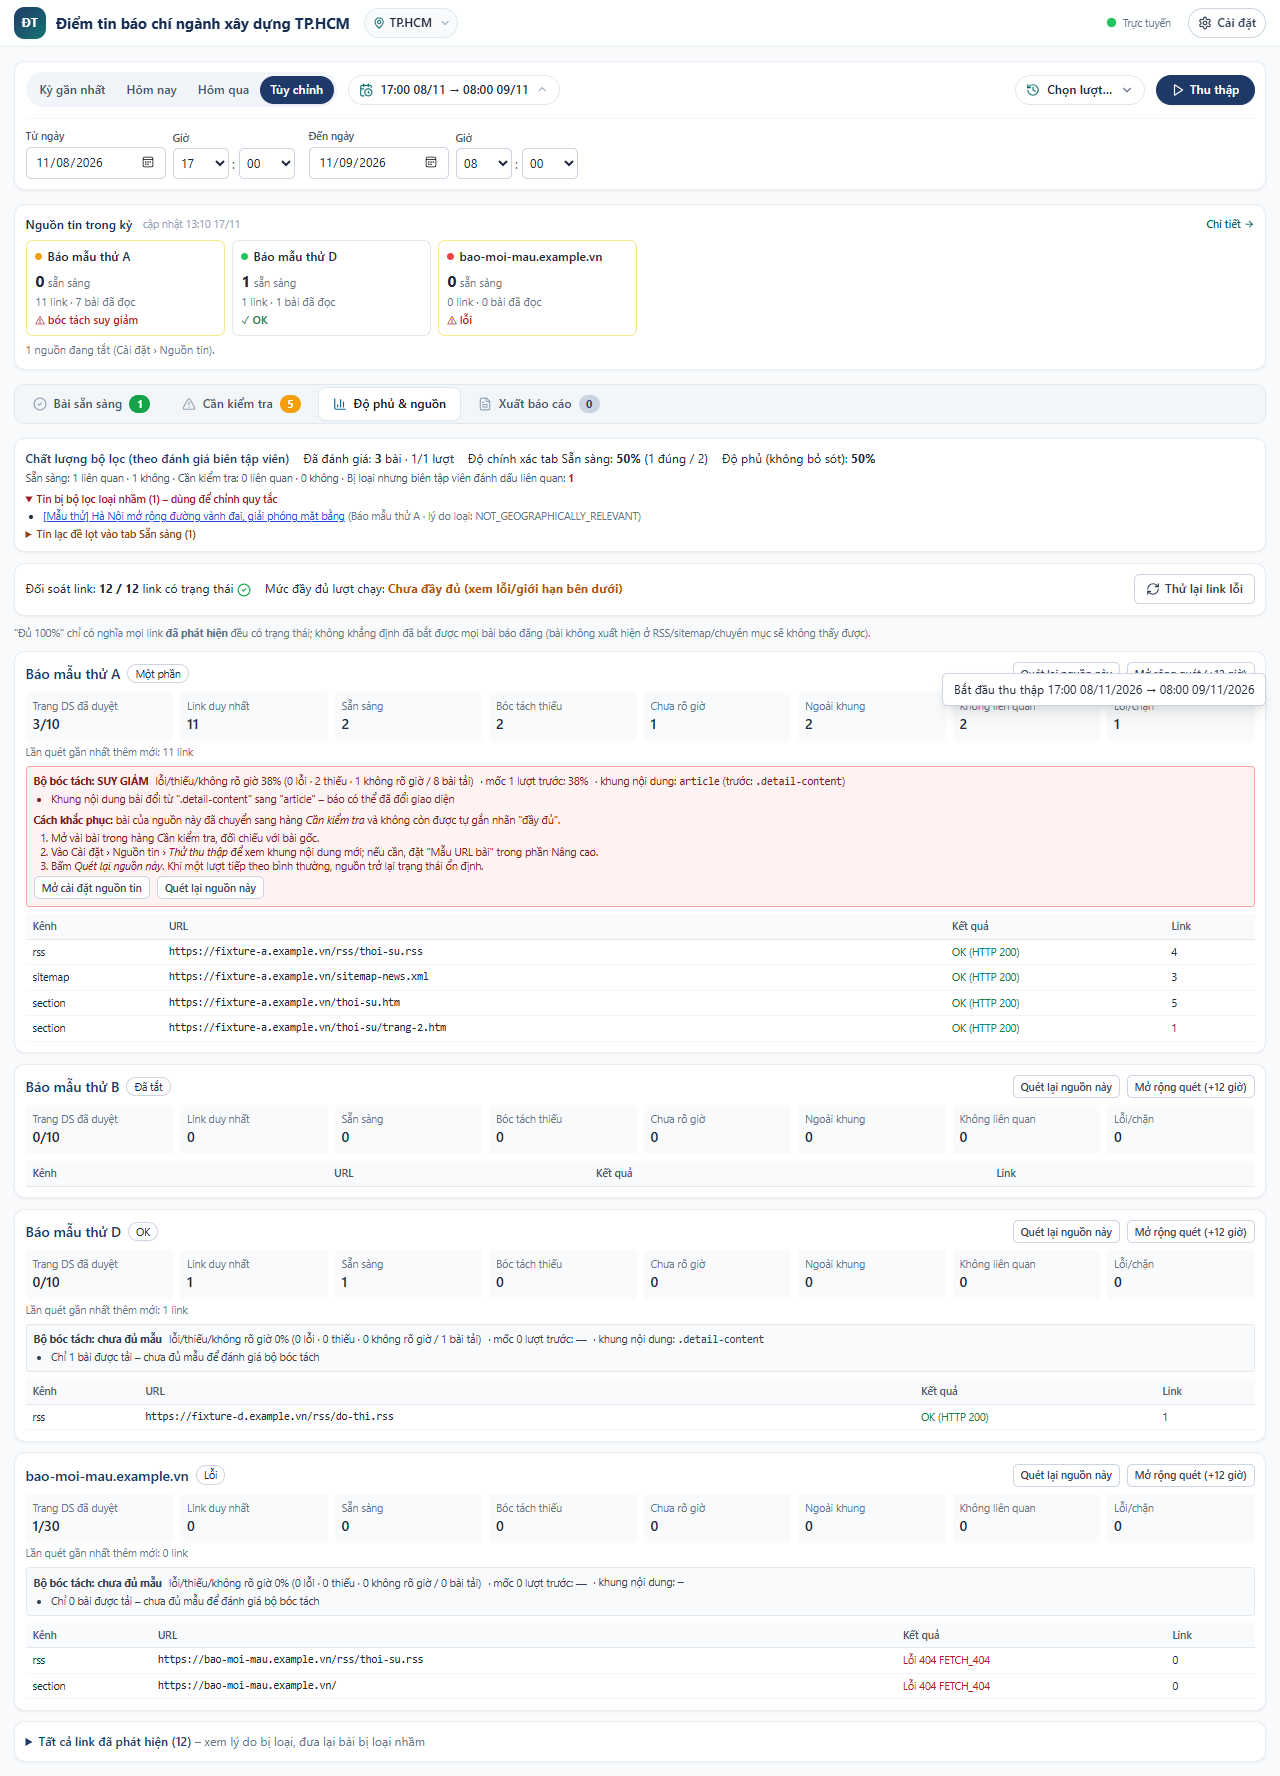 ĐT Điểm tin báo chí ngành xây dựng TP.HCM TP.HCM Trực tuyến Cài đặt
Kỳ gần nhất Hôm nay Hôm qua Tùy chỉnh 17:00 08/11 → 08:00 09/11 Chọn lượt... Thu thập
Từ ngày Giờ Đến ngày Giờ
11/08/2026 17 : 00 11/09/2026 08 : 00
Nguồn tin trong kỳ cập nhật 13:10 17/11 Chi tiết →
Báo mẫu thử A Báo mẫu thử D bao-moi-mau.example.vn
0 sẵn sàng 1 sẵn sàng 0 sẵn sàng
11 link · 7 bài đã đọc 1 link · 1 bài đã đọc 0 link · 0 bài đã đọc
⚠ bóc tách suy giảm ✓ OK ⚠ lỗi
1 nguồn đang tắt (Cài đặt › Nguồn tin).
Bài sẵn sàng 1 Cần kiểm tra 5 Độ phủ & nguồn Xuất báo cáo 0
Chất lượng bộ lọc (theo đánh giá biên tập viên) Đã đánh giá: 3 bài · 1/1 lượt Độ chính xác tab Sẵn sàng: 50% (1 đúng / 2) Độ phủ (không bỏ sót): 50%
Sẵn sàng: 1 liên quan · 1 không · Cần kiểm tra: 0 liên quan · 0 không · Bị loại nhưng biên tập viên đánh dấu liên quan: 1
▼ Tin bị bộ lọc loại nhầm (1) – dùng để chỉnh quy tắc
• [Mẫu thử] Hà Nội mở rộng đường vành đai, giải phóng mặt bằng (Báo mẫu thử A · lý do loại: NOT_GEOGRAPHICALLY_RELEVANT)
▶ Tin lạc đề lọt vào tab Sẵn sàng (1)
Đối soát link: 12 / 12 link có trạng thái Mức đầy đủ lượt chạy: Chưa đầy đủ (xem lỗi/giới hạn bên dưới) Thử lại link lỗi
"Đủ 100%" chỉ có nghĩa mọi link đã phát hiện đều có trạng thái; không khẳng định đã bắt được mọi bài báo đăng (bài không xuất hiện ở RSS/sitemap/chuyên mục sẽ không thấy được).
Báo mẫu thử A Một phần Quét lại nguồn này Mở rộng quét (+12 giờ)
Bắt đầu thu thập 17:00 08/11/2026 → 08:00 09/11/2026
Trang DS đã duyệt Link duy nhất Sẵn sàng Bóc tách thiếu Chưa rõ giờ Ngoài khung Không liên quan Lỗi/chặn
3/10 11 2 2 1 2 2 1
Lần quét gần nhất thêm mới: 11 link
Bộ bóc tách: SUY GIẢM lỗi/thiếu/không rõ giờ 38% (0 lỗi · 2 thiếu · 1 không rõ giờ / 8 bài tải) · mốc 1 lượt trước: 38% · khung nội dung: article (trước: .detail-content)
• Khung nội dung bài đổi từ ".detail-content" sang "article" – báo có thể đã đổi giao diện
Cách khắc phục: bài của nguồn này đã chuyển sang hàng Cần kiểm tra và không còn được tự gắn nhãn "đầy đủ".
1. Mở vài bài trong hàng Cần kiểm tra, đối chiếu với bài gốc.
2. Vào Cài đặt › Nguồn tin › Thử thu thập để xem khung nội dung mới; nếu cần, đặt "Mẫu URL bài" trong phần Nâng cao.
3. Bấm Quét lại nguồn này. Khi một lượt tiếp theo bình thường, nguồn trở lại trạng thái ổn định.
Mở cài đặt nguồn tin Quét lại nguồn này
Kênh URL Kết quả Link
rss https://fixture-a.example.vn/rss/thoi-su.rss OK (HTTP 200) 4
sitemap https://fixture-a.example.vn/sitemap-news.xml OK (HTTP 200) 3
section https://fixture-a.example.vn/thoi-su.htm OK (HTTP 200) 5
section https://fixture-a.example.vn/thoi-su/trang-2.htm OK (HTTP 200) 1
Báo mẫu thử B Đã tắt Quét lại nguồn này Mở rộng quét (+12 giờ)
Trang DS đã duyệt Link duy nhất Sẵn sàng Bóc tách thiếu Chưa rõ giờ Ngoài khung Không liên quan Lỗi/chặn
0/10 0 0 0 0 0 0 0
Kênh URL Kết quả Link
Báo mẫu thử D OK Quét lại nguồn này Mở rộng quét (+12 giờ)
Trang DS đã duyệt Link duy nhất Sẵn sàng Bóc tách thiếu Chưa rõ giờ Ngoài khung Không liên quan Lỗi/chặn
0/10 1 1 0 0 0 0 0
Lần quét gần nhất thêm mới: 1 link
Bộ bóc tách: chưa đủ mẫu lỗi/thiếu/không rõ giờ 0% (0 lỗi · 0 thiếu · 0 không rõ giờ / 1 bài tải) · mốc 0 lượt trước: — · khung nội dung: .detail-content
• Chỉ 1 bài được tải – chưa đủ mẫu để đánh giá bộ bóc tách
Kênh URL Kết quả Link
rss https://fixture-d.example.vn/rss/do-thi.rss OK (HTTP 200) 1
bao-moi-mau.example.vn Lỗi Quét lại nguồn này Mở rộng quét (+12 giờ)
Trang DS đã duyệt Link duy nhất Sẵn sàng Bóc tách thiếu Chưa rõ giờ Ngoài khung Không liên quan Lỗi/chặn
1/30 0 0 0 0 0 0 0
Lần quét gần nhất thêm mới: 0 link
Bộ bóc tách: chưa đủ mẫu lỗi/thiếu/không rõ giờ 0% (0 lỗi · 0 thiếu · 0 không rõ giờ / 0 bài tải) · mốc 0 lượt trước: — · khung nội dung: —
• Chỉ 0 bài được tải – chưa đủ mẫu để đánh giá bộ bóc tách
Kênh URL Kết quả Link
rss https://bao-moi-mau.example.vn/rss/thoi-su.rss Lỗi 404 FETCH_404 0
section https://bao-moi-mau.example.vn/ Lỗi 404 FETCH_404 0
▶ Tất cả link đã phát hiện (12) – xem lý do bị loại, đưa lại bài bị loại nhầm